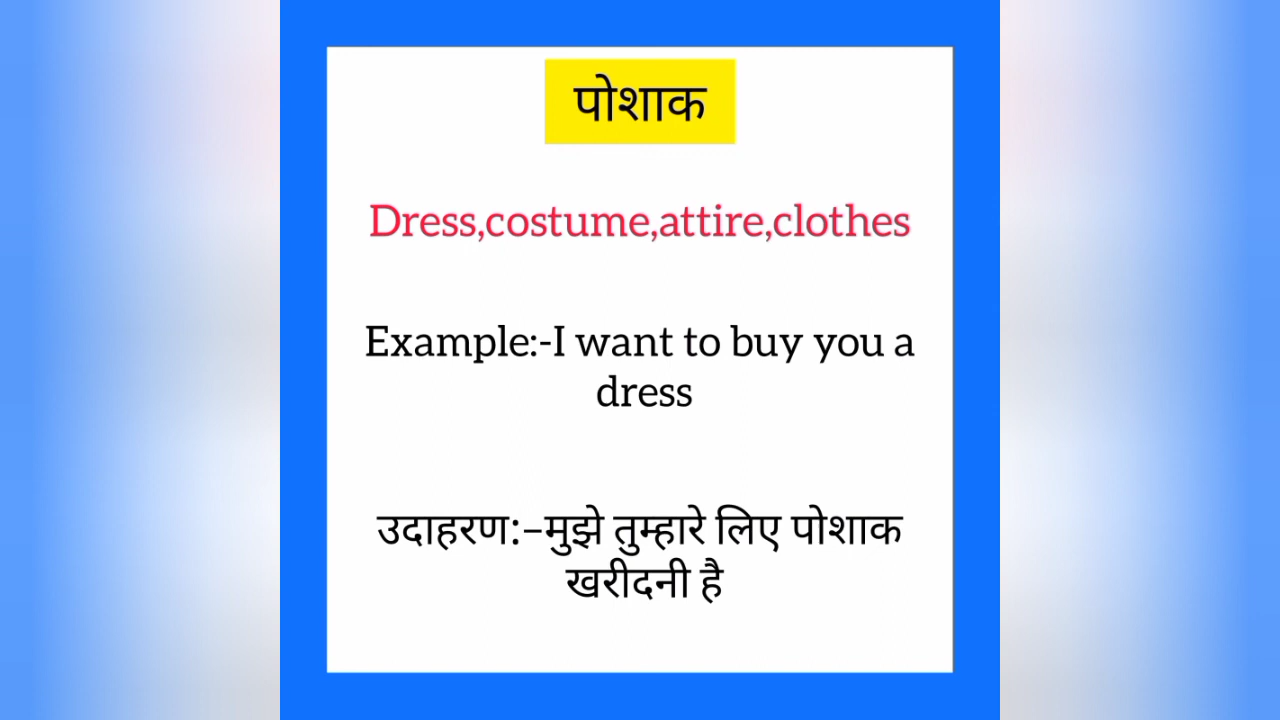 पोशाक
Dress,costume,attire,clothes
Example:-I want to buy you a
dress
उदाहरण:–मुझे तुम्हारे लिए पोशाक
खरीदनी है